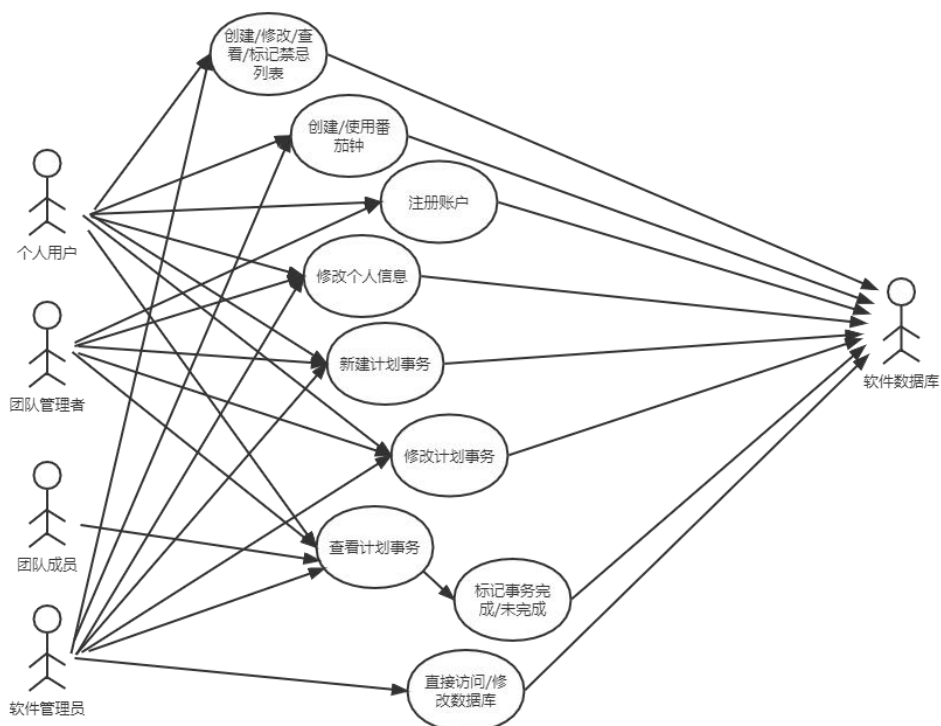 创建/修改/查
看/标记禁忌
列表
创建/使用番
茄钟
注册账户
个人用户
修改个人信息
新建计划事务
软件数据库
团队管理者
修改计划事务
查看计划事务
团队成员
标记事务完
成/未完成
直接访问/修
改数据库
软件管理员